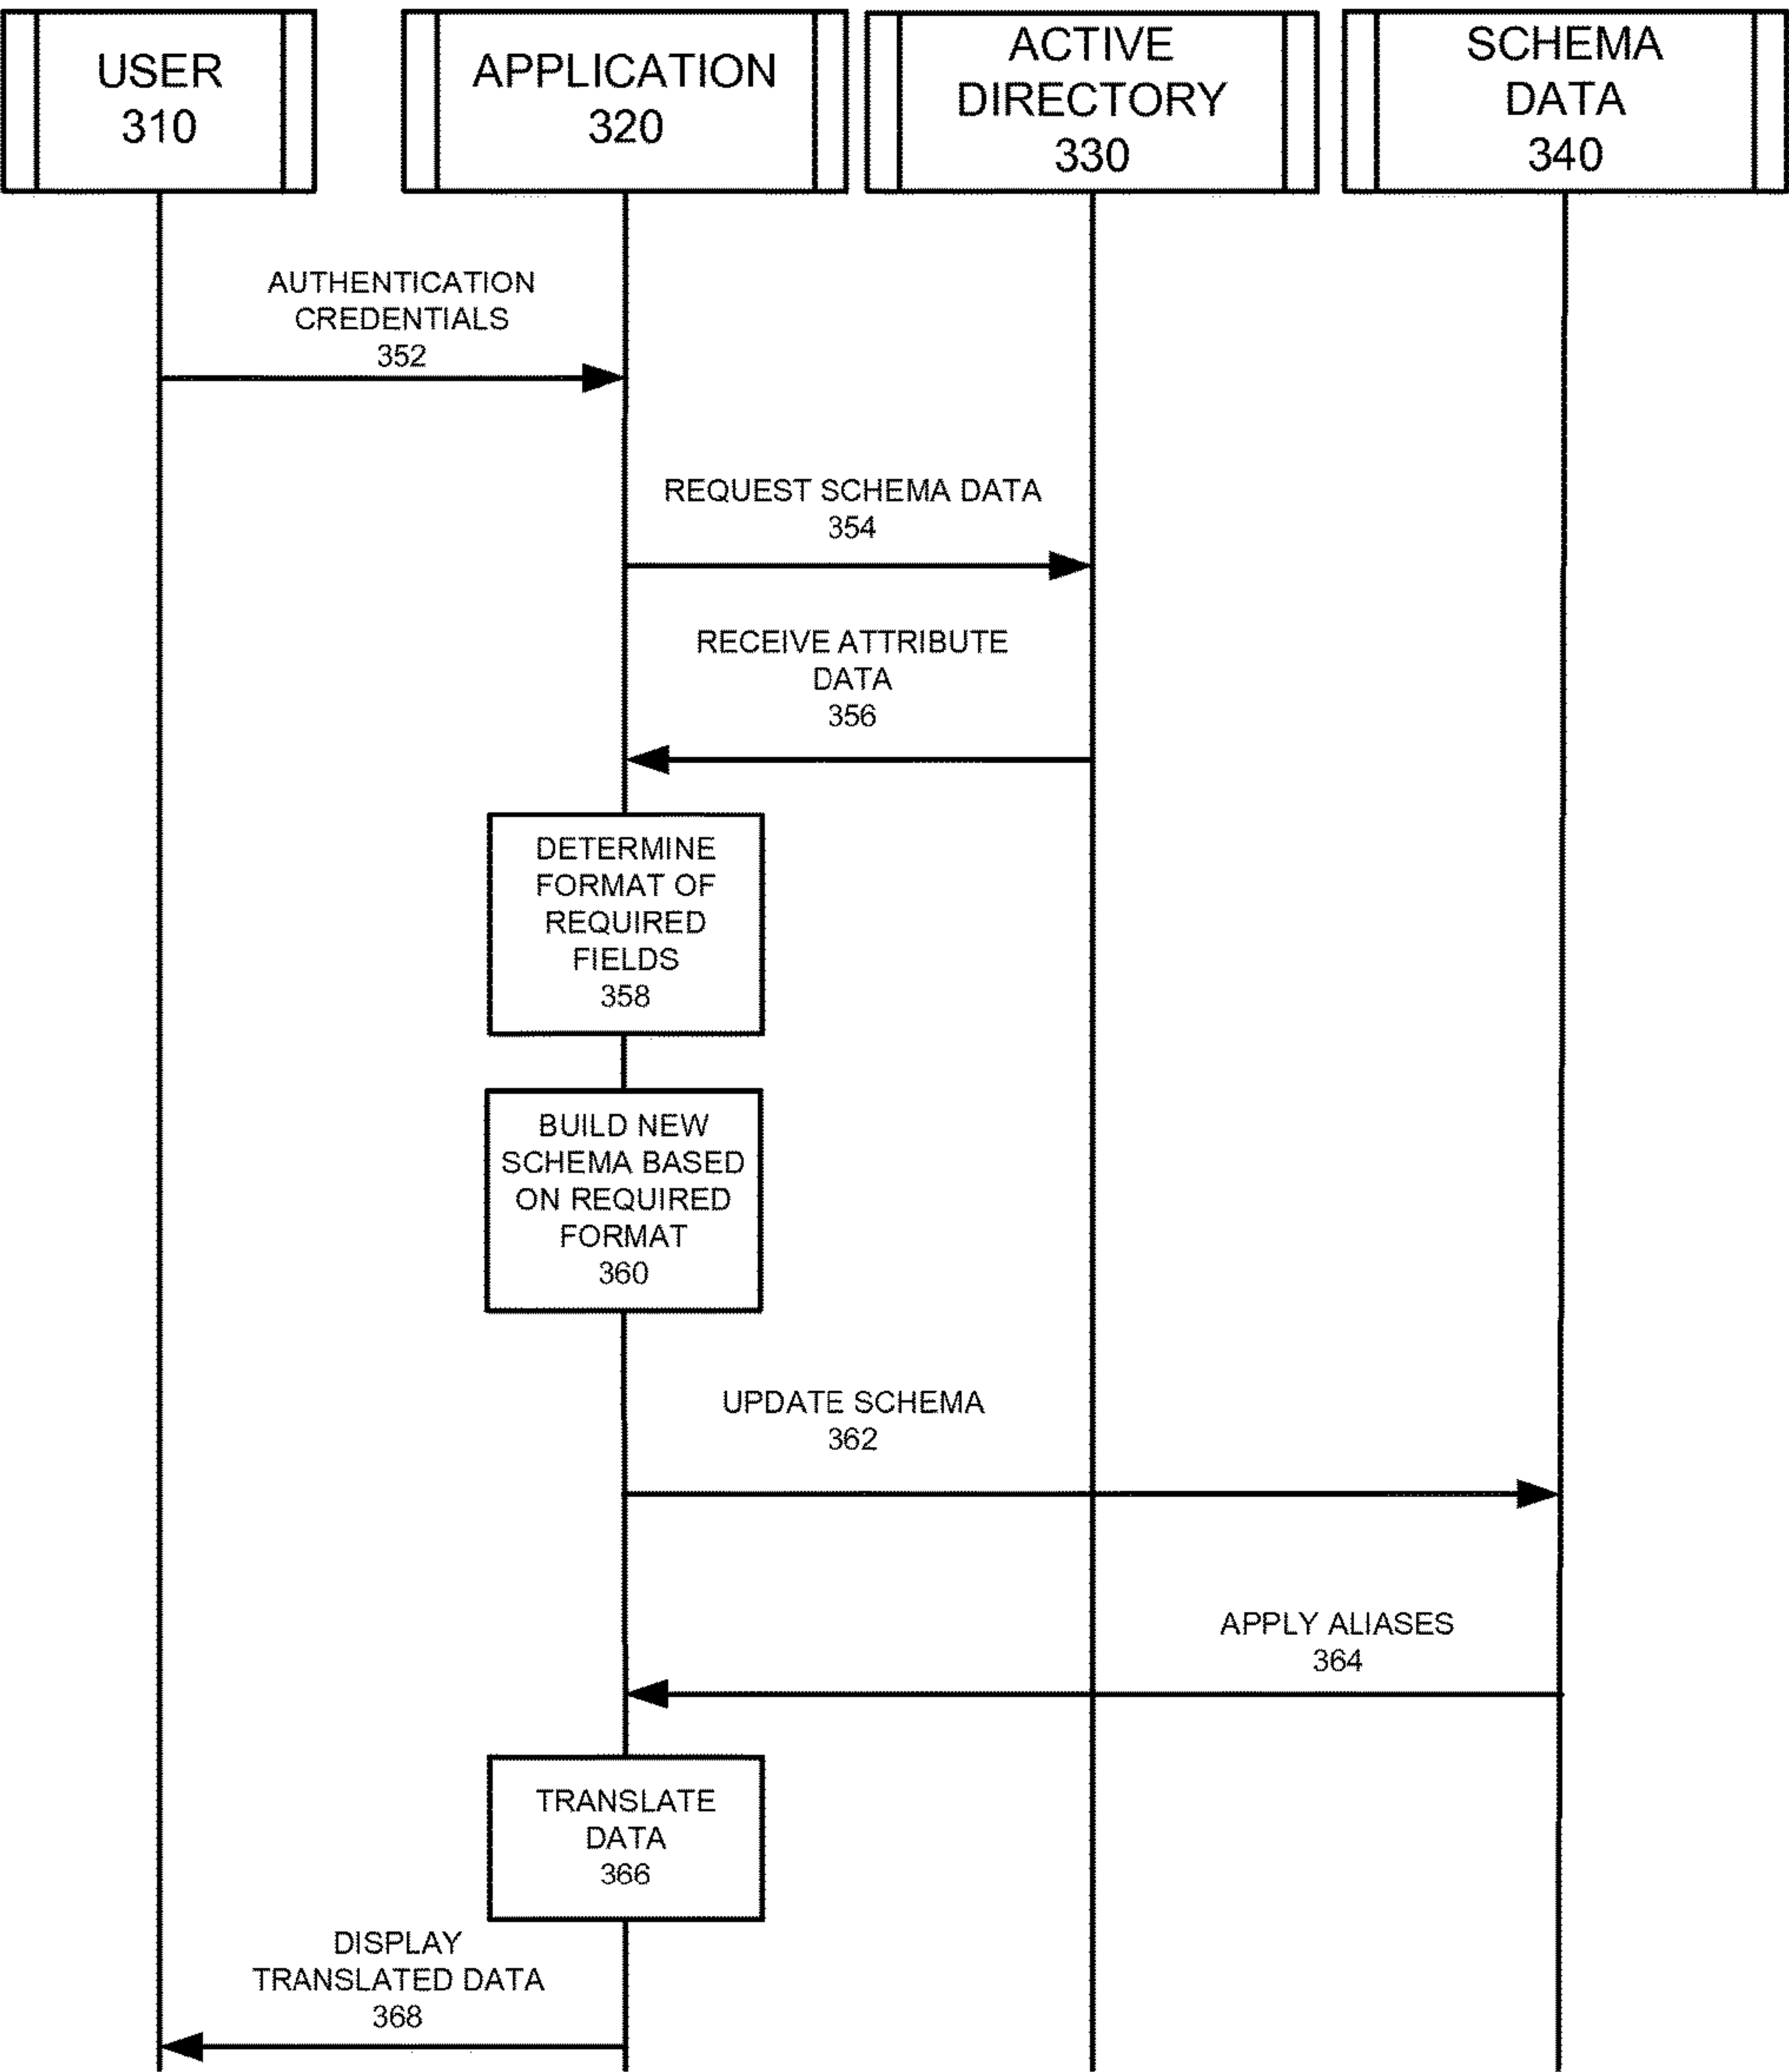 USER
310
APPLICATION
320
ACTIVE
DIRECTORY
330
SCHEMA
DATA
340
AUTHENTICATION
CREDENTIALS
352
REQUEST SCHEMA DATA
354
RECEIVE ATTRIBUTE
DATA
356
DETERMINE
FORMAT OF
REQUIRED
FIELDS
358
BUILD NEW
SCHEMA BASED
ON REQUIRED
FORMAT
360
UPDATE SCHEMA
362
APPLY ALIASES
364
TRANSLATE
DATA
366
DISPLAY
TRANSLATED DATA
368